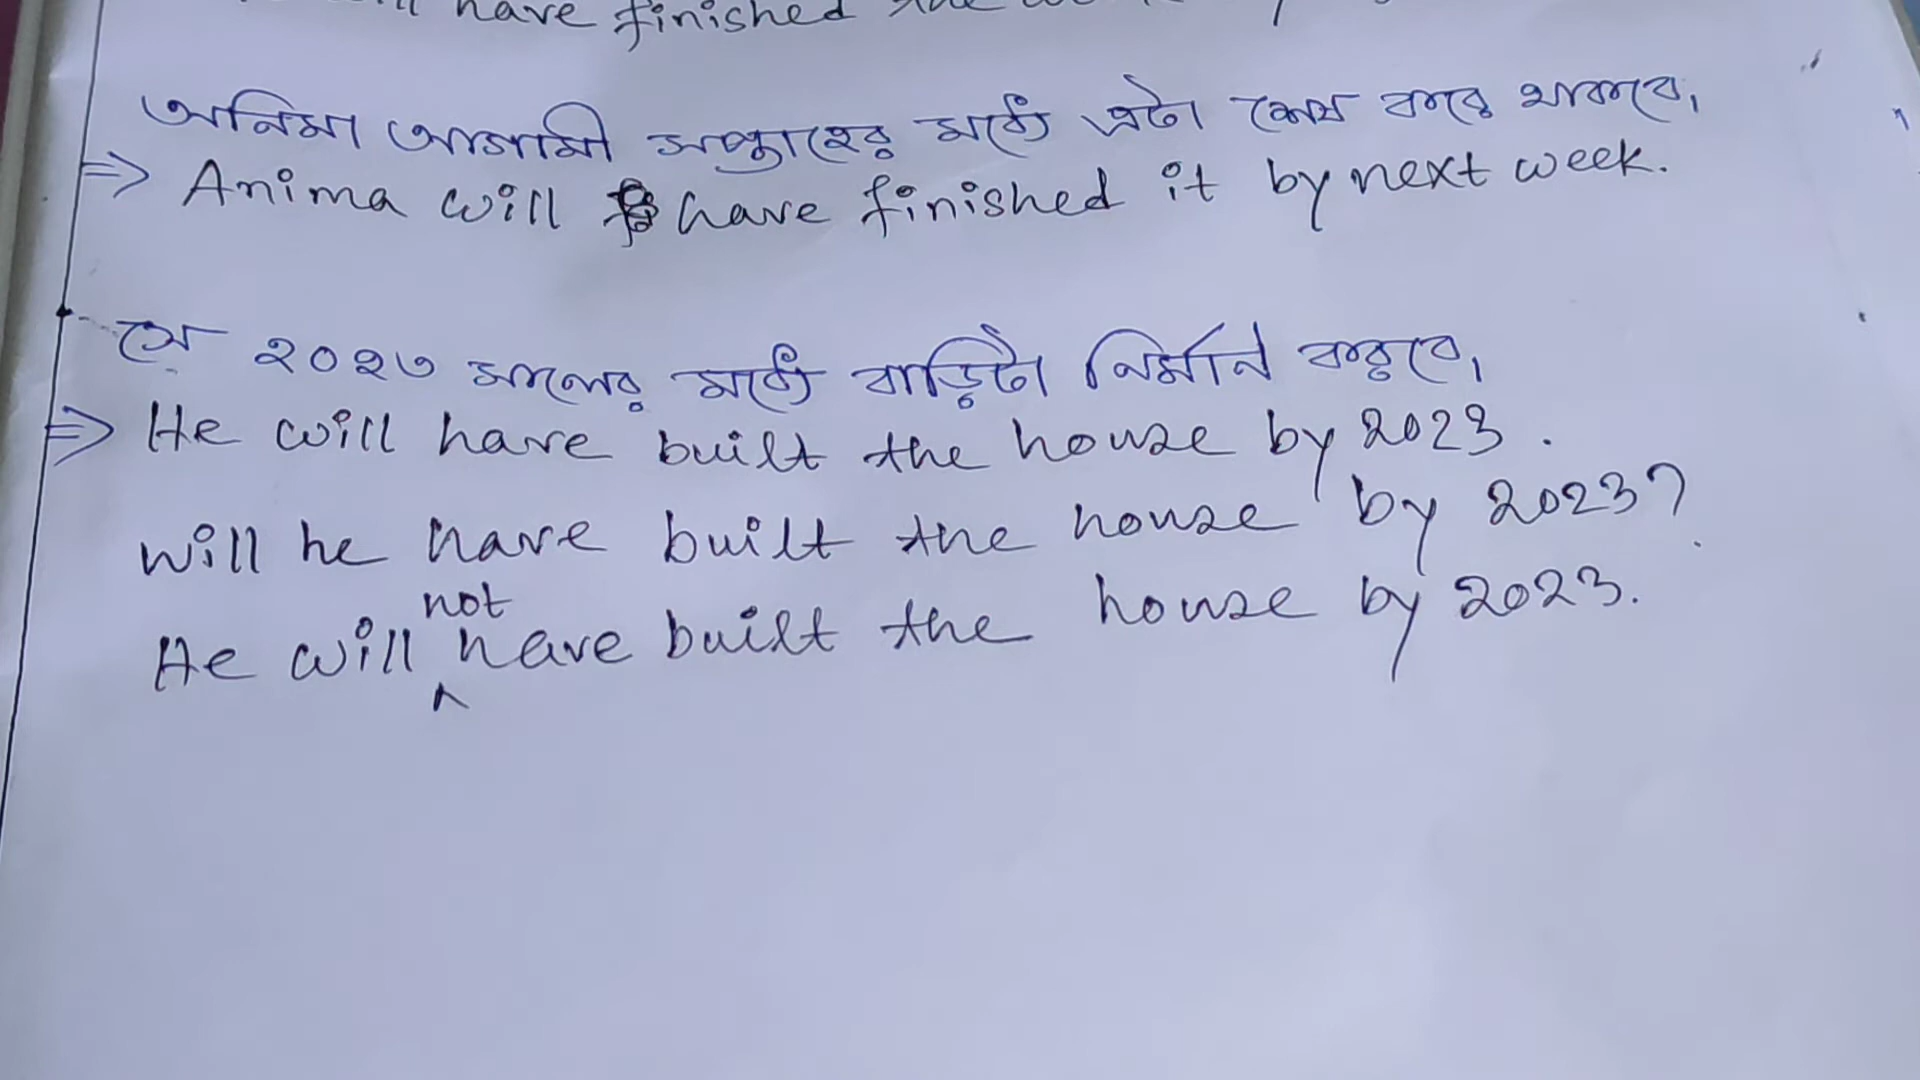 have finished the
অনিমা আগামী সপ্তাহের মধ্যে এটা শেষ করে থাকবে।
⇒ Anima will have finished it by next week.
সে ২০২৩ সালের মধ্যে বাড়িটা নির্মান করবে।
⇒ He will have built the house by 2023.
will he have built the house by 2023?
He will not have built the house by 2023.